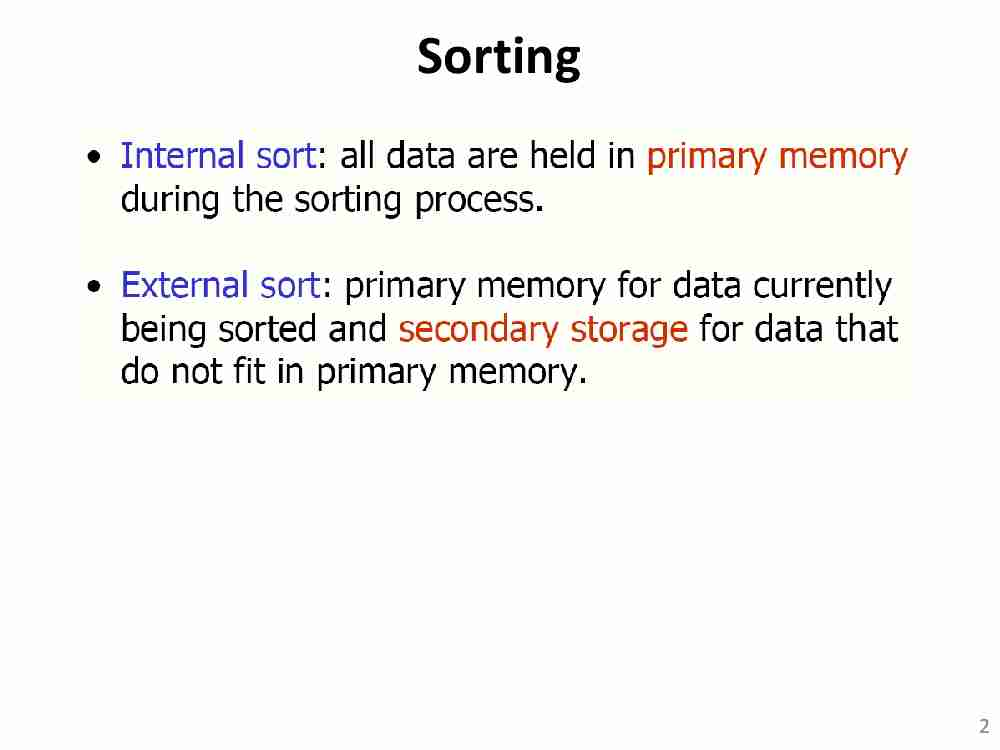 Sorting
• Internal sort: all data are held in primary memory
during the sorting process.
• External sort: primary memory for data currently
being sorted and secondary storage for data that
do not fit in primary memory.
2